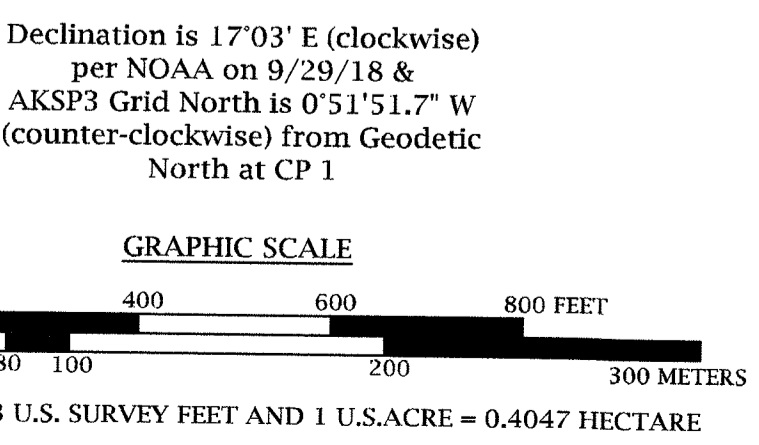 Declination is 17°03' E (clockwise)
per NOAA on 9/29/18 &
AKSP3 Grid North is 0°51'51.7" W
(counter-clockwise) from Geodetic
North at CP 1
GRAPHIC SCALE
400 600 800 FEET
80 100 200 300 METERS
U.S. SURVEY FEET AND 1 U.S.ACRE = 0.4047 HECTARE